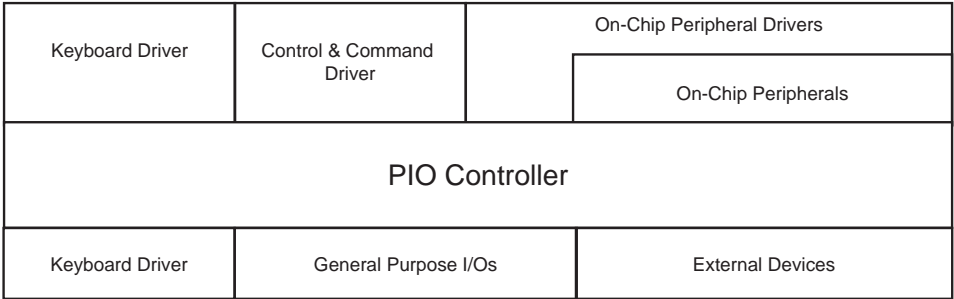 Keyboard Driver
Control & Command
Driver
On-Chip Peripheral Drivers
On-Chip Peripherals
PIO Controller
Keyboard Driver
General Purpose I/Os
External Devices